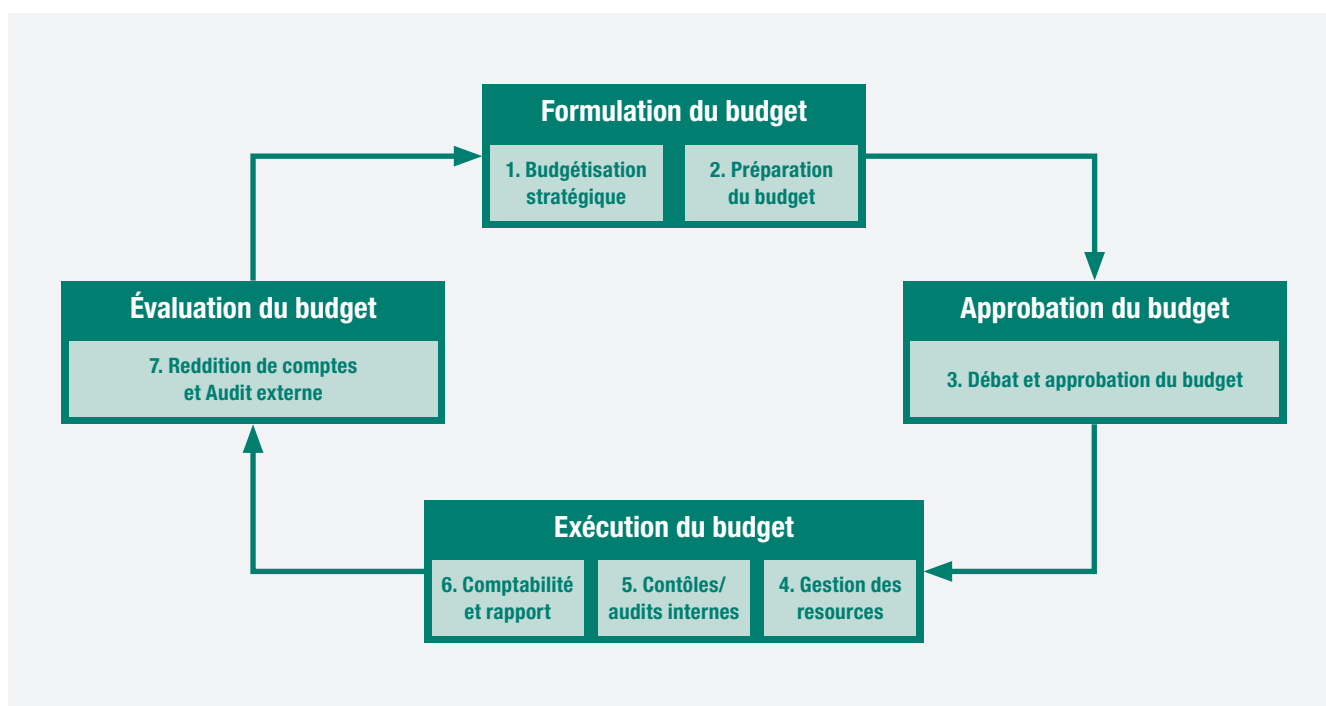 Formulation du budget
1. Budgétisation
stratégique
2. Préparation
du budget
Évaluation du budget
7. Reddition de comptes
et Audit externe
Approbation du budget
3. Débat et approbation du budget
Exécution du budget
6. Comptabilité
et rapport
5. Contôles/
audits internes
4. Gestion des
resources